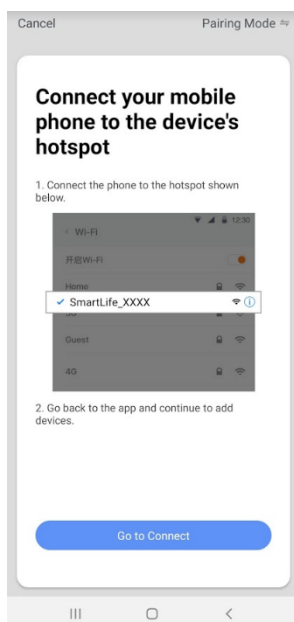 Cancel
Pairing Mode
Connect your mobile
phone to the device's
hotspot
1. Connect the phone to the hotspot shown
below.
12:30
Wi-Fi
开启Wi-Fi
Home
SmartLife_XXXX
5G
Guest
4G
2. Go back to the app and continue to add
devices.
Go to Connect